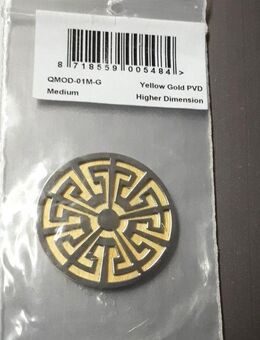 8 718559 005484 >
QMOD-01M-G Yellow Gold PVD
Medium Higher Dimension